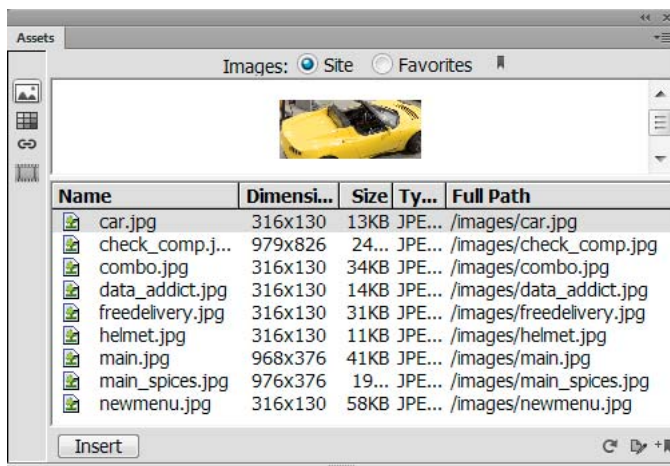 Assets
Images: Site Favorites
Name Dimensi... Size Ty... Full Path
car.jpg 316x130 13KB JPE... /images/car.jpg
check_comp.j... 979x826 24... JPE... /images/check_comp.jpg
combo.jpg 316x130 34KB JPE... /images/combo.jpg
data_addict.jpg 316x130 14KB JPE... /images/data_addict.jpg
freedelivery.jpg 316x130 31KB JPE... /images/freedelivery.jpg
helmet.jpg 316x130 11KB JPE... /images/helmet.jpg
main.jpg 968x376 41KB JPE... /images/main.jpg
main_spices.jpg 976x376 19... JPE... /images/main_spices.jpg
newmenu.jpg 316x130 58KB JPE... /images/newmenu.jpg
Insert